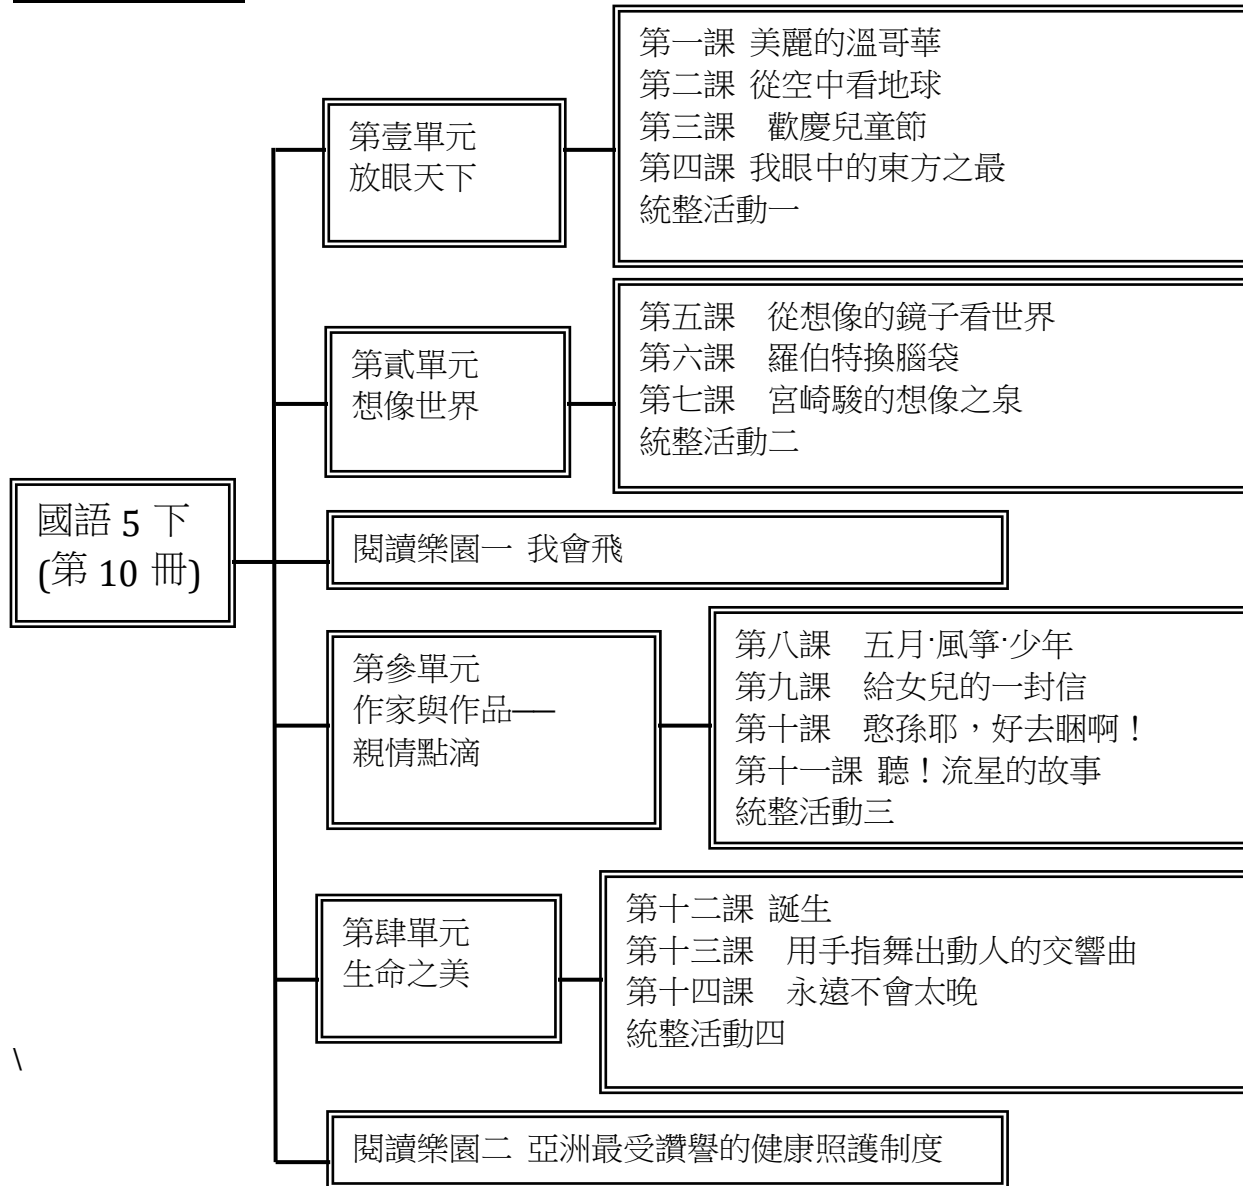 國語 5 下
(第 10 冊)
第壹單元
放眼天下
第一課 美麗的溫哥華
第二課 從空中看地球
第三課　歡慶兒童節
第四課 我眼中的東方之最
統整活動一
第貳單元
想像世界
第五課　從想像的鏡子看世界
第六課　羅伯特換腦袋
第七課　宮崎駿的想像之泉
統整活動二
閱讀樂園一 我會飛
第參單元
作家與作品──
親情點滴
第八課　五月‧風箏‧少年
第九課　給女兒的一封信
第十課　憨孫耶，好去睏啊！
第十一課 聽！流星的故事
統整活動三
第肆單元
生命之美
第十二課 誕生
第十三課　用手指舞出動人的交響曲
第十四課　永遠不會太晚
統整活動四
\
閱讀樂園二 亞洲最受讚譽的健康照護制度